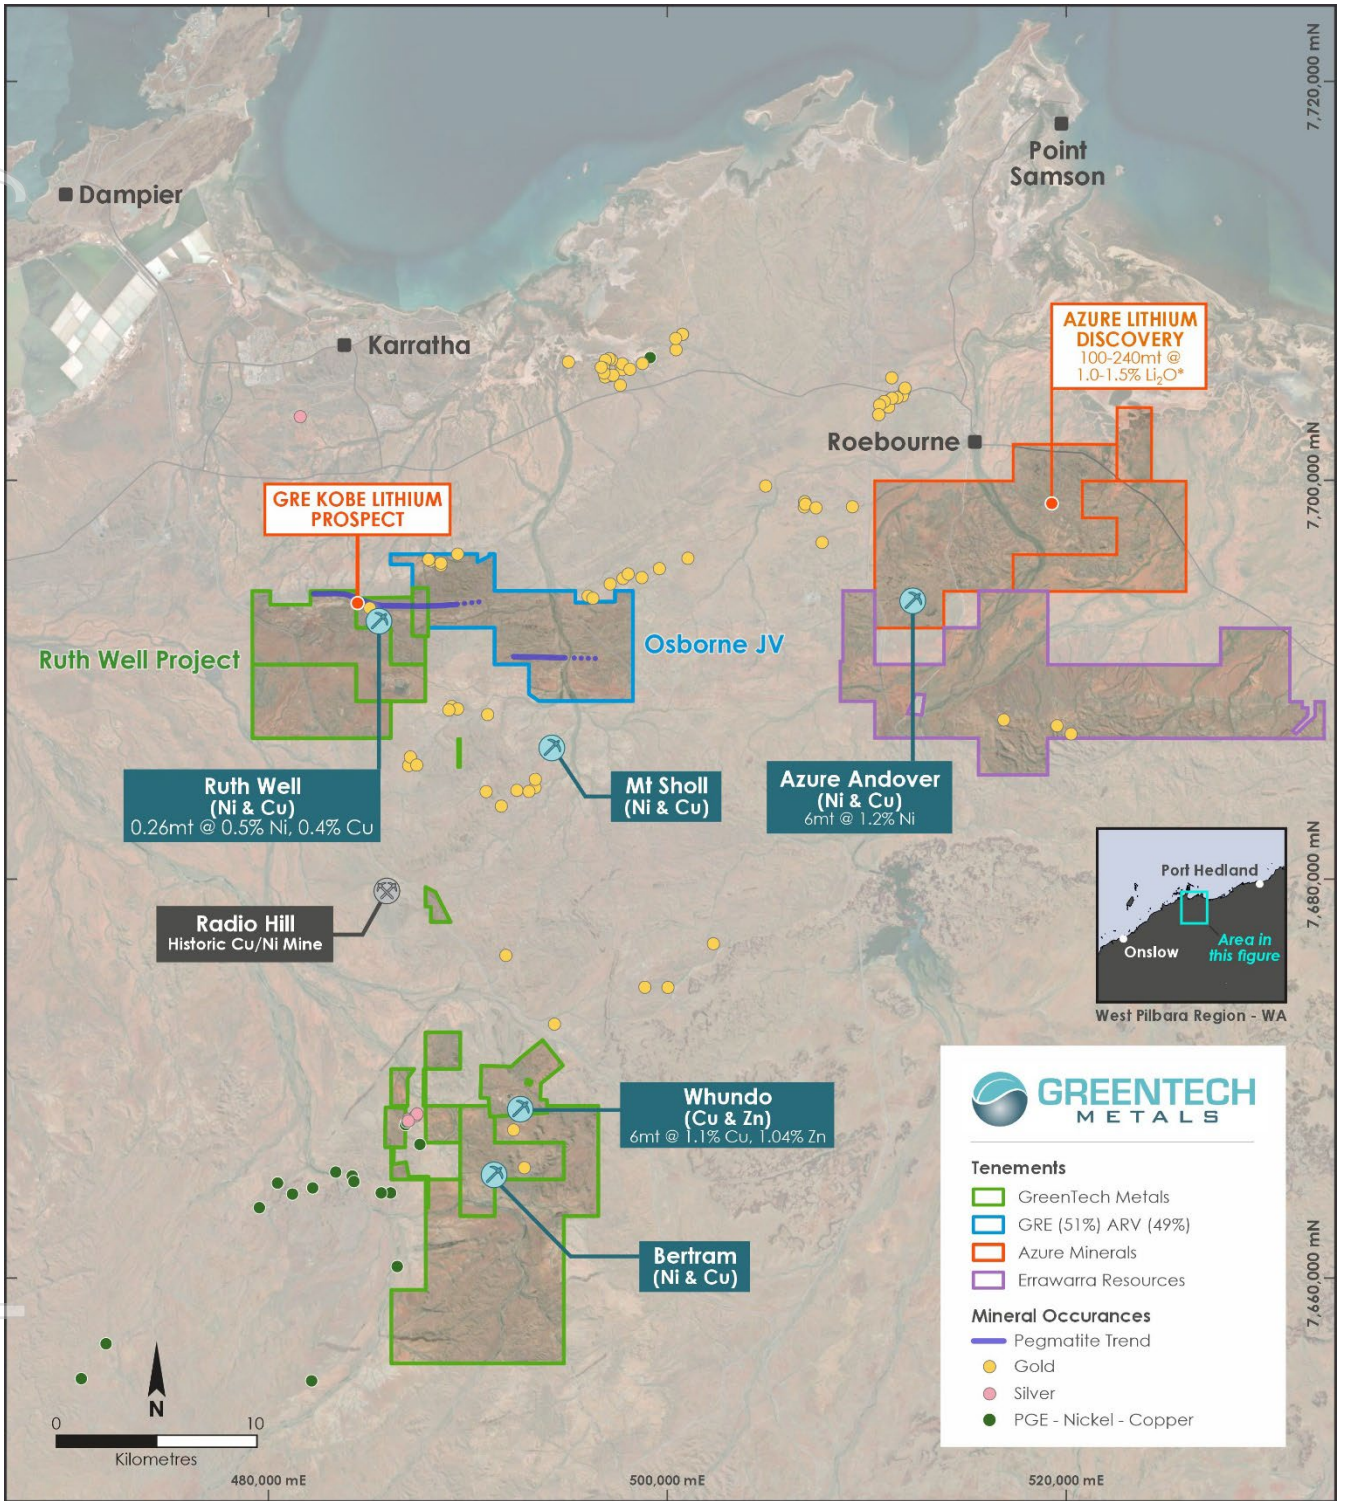 7,720,000 mN
Point
Samson
Dampier
AZURE LITHIUM
DISCOVERY
100-240mt @
1.0-1.5% Li₂O*
Karratha
Roebourne
7,700,000 mN
GRE KOBE LITHIUM
PROSPECT
Ruth Well Project
Osborne JV
Ruth Well
(Ni & Cu)
0.26mt @ 0.5% Ni, 0.4% Cu
Mt Sholl
(Ni & Cu)
Azure Andover
(Ni & Cu)
6mt @ 1.2% Ni
7,680,000 mN
Radio Hill
Historic Cu/Ni Mine
Port Hedland
Onslow
Area in
this figure
West Pilbara Region - WA
Whundo
(Cu & Zn)
6mt @ 1.1% Cu, 1.04% Zn
Bertram
(Ni & Cu)
GREENTECH
METALS
Tenements
GreenTech Metals
GRE (51%) ARV (49%)
Azure Minerals
Errawarra Resources
Mineral Occurances
Pegmatite Trend
Gold
Silver
PGE - Nickel - Copper
7,660,000 mN
N
0 10
Kilometres
480,000 mE
500,000 mE
520,000 mE